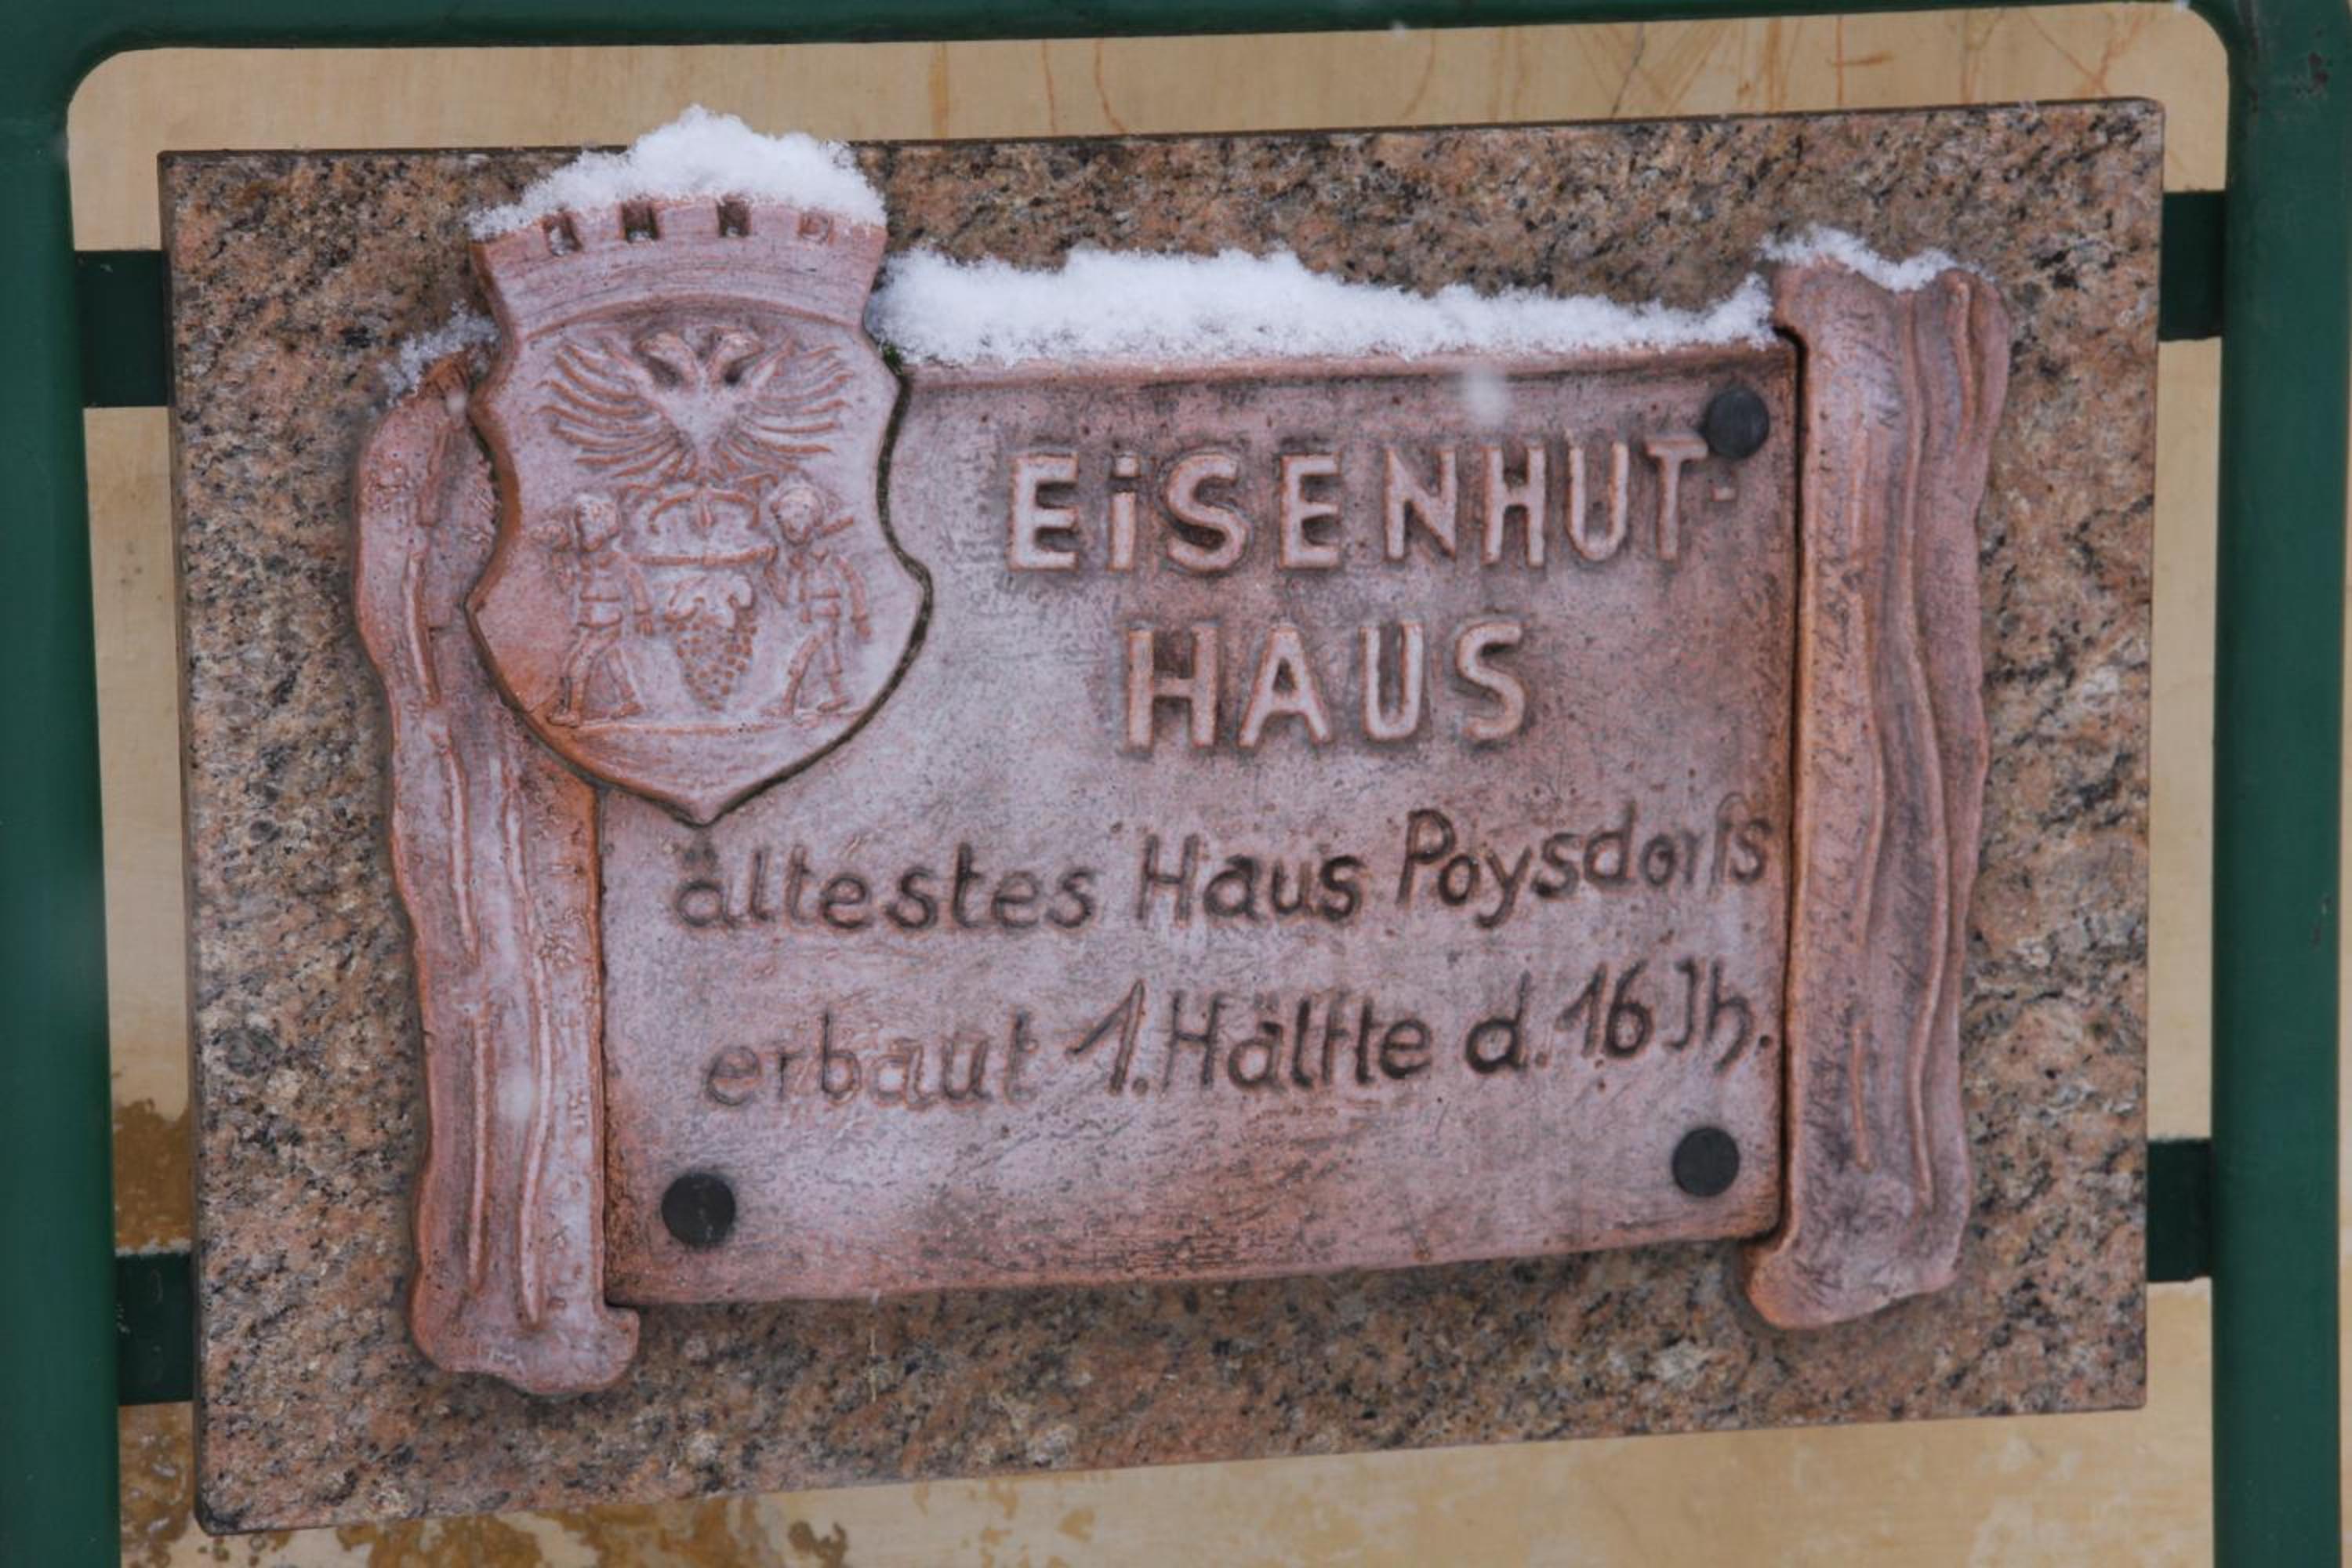 EiSENHUT-
HAUS
ältestes Haus Poysdorfs
erbaut 1. Hälfte d. 16 Jh.